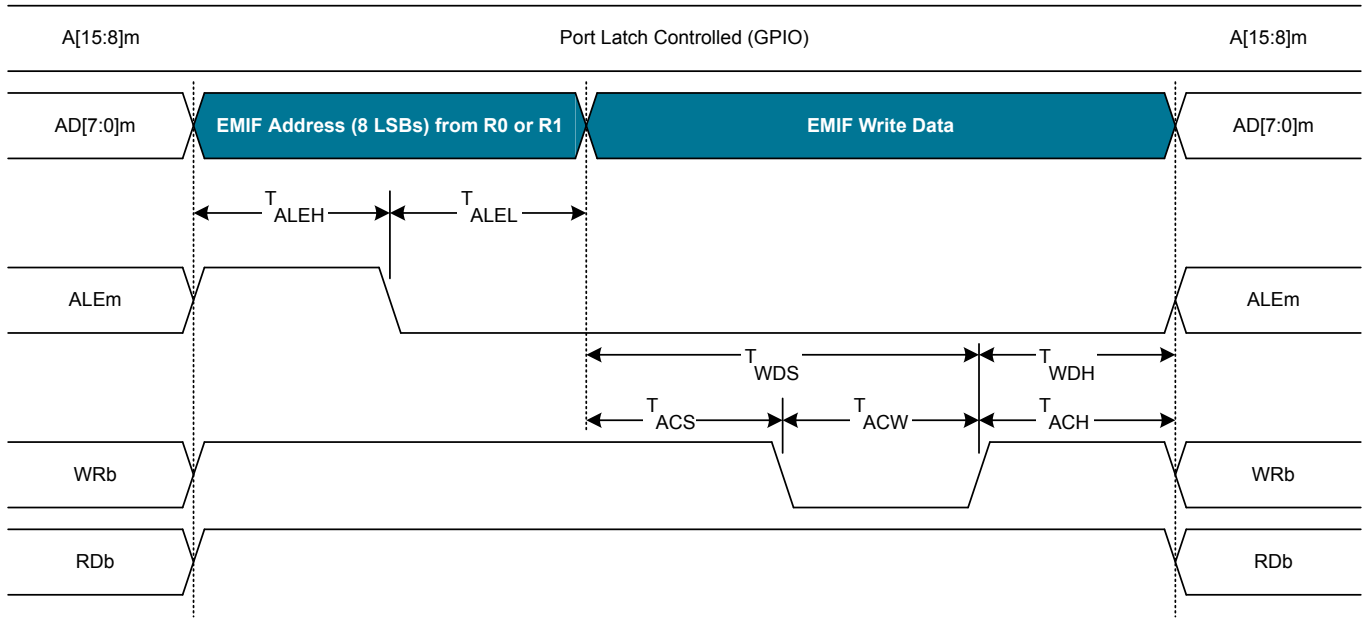 A[15:8]m Port Latch Controlled (GPIO) A[15:8]m
AD[7:0]m EMIF Address (8 LSBs) from R0 or R1 EMIF Write Data AD[7:0]m
TALEH TALEL
ALEm ALEm
TWDS TWDH
TACS TACW TACH
WRb WRb
RDb RDb